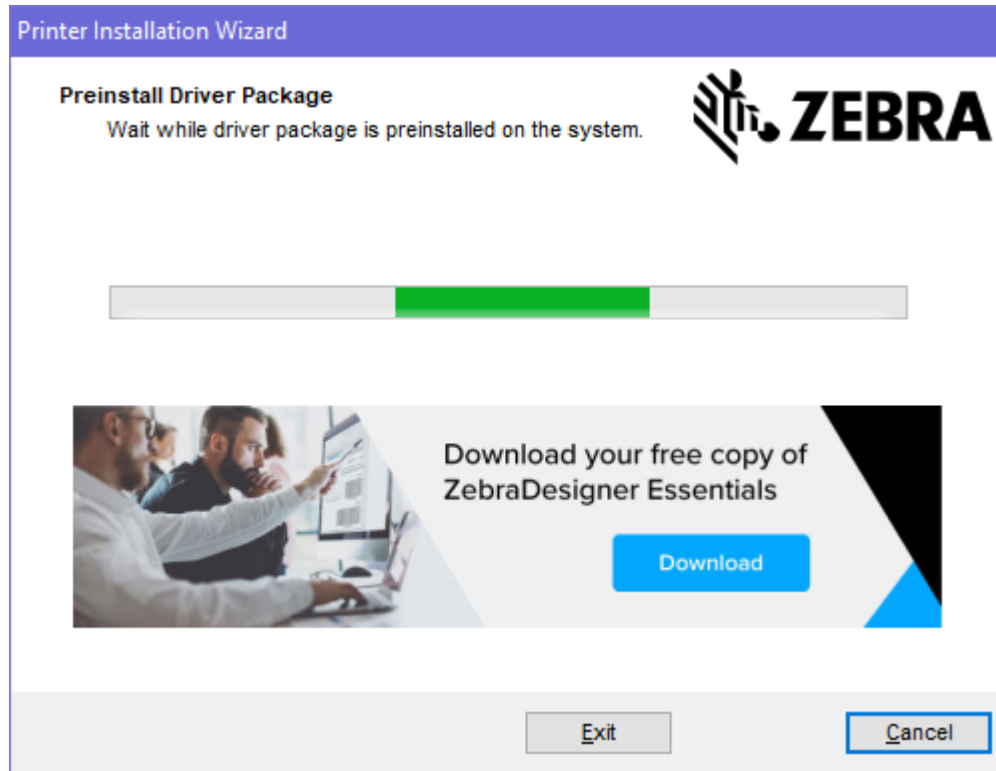 Printer Installation Wizard
Preinstall Driver Package
Wait while driver package is preinstalled on the system.
ZEBRA
Download your free copy of
ZebraDesigner Essentials
Download
Exit
Cancel